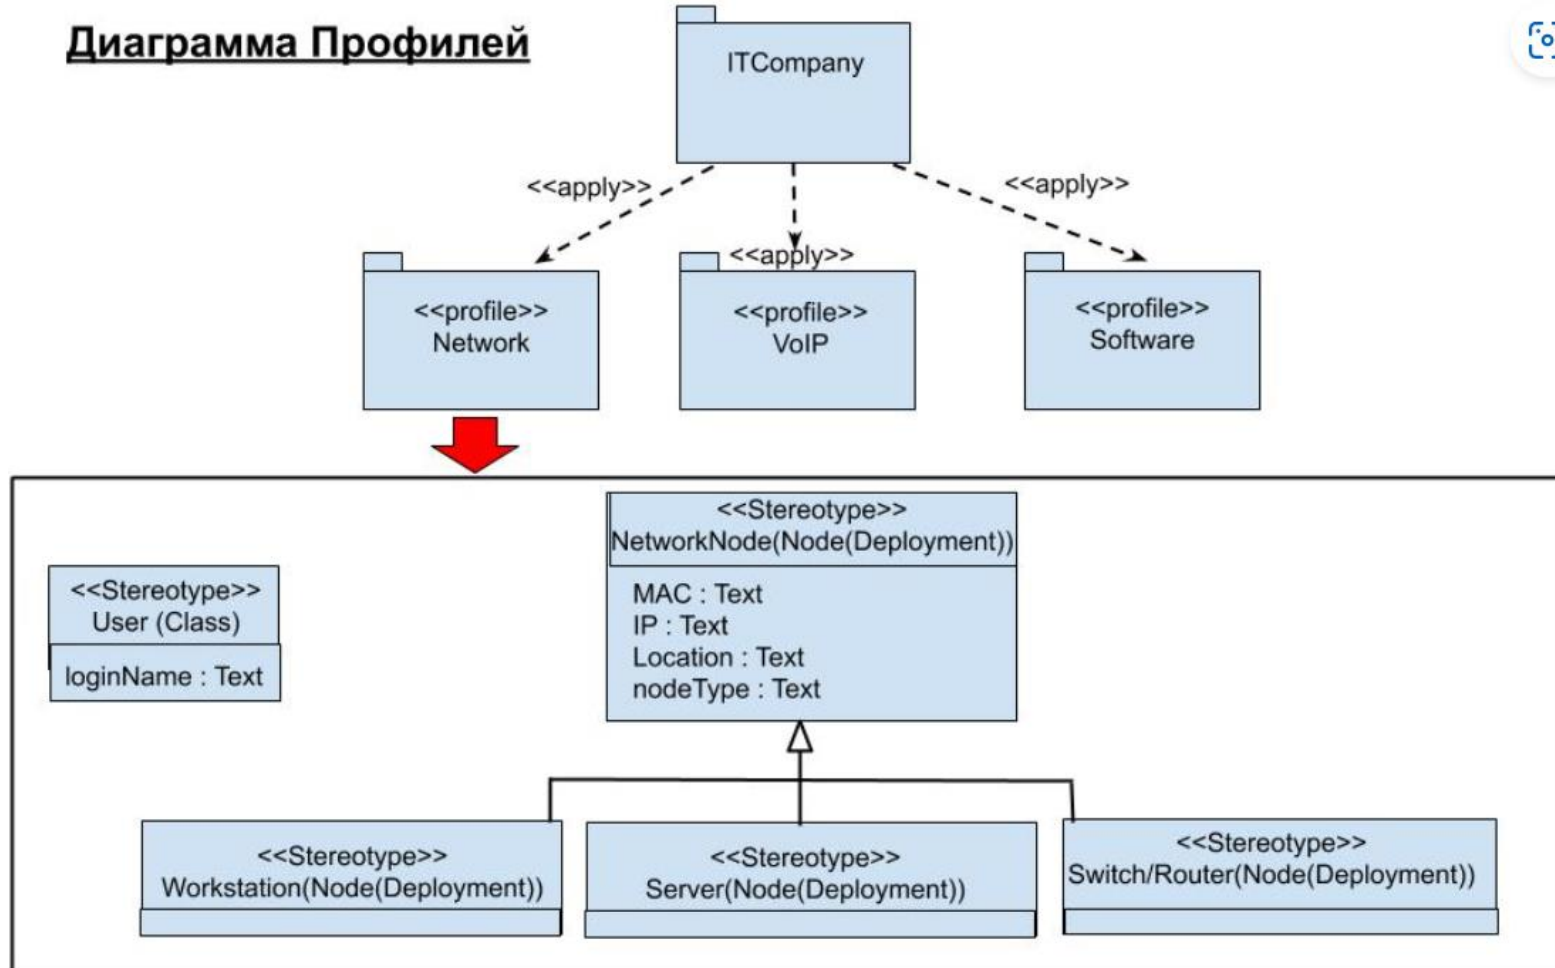 Диаграмма Профилей
ITCompany
<<apply>>
<<apply>>
<<apply>>
<<profile>>
Network
<<profile>>
VoIP
<<profile>>
Software
<<Stereotype>>
NetworkNode(Node(Deployment))
MAC : Text
IP : Text
Location : Text
nodeType : Text
<<Stereotype>>
User (Class)
loginName : Text
<<Stereotype>>
Workstation(Node(Deployment))
<<Stereotype>>
Server(Node(Deployment))
<<Stereotype>>
Switch/Router(Node(Deployment))